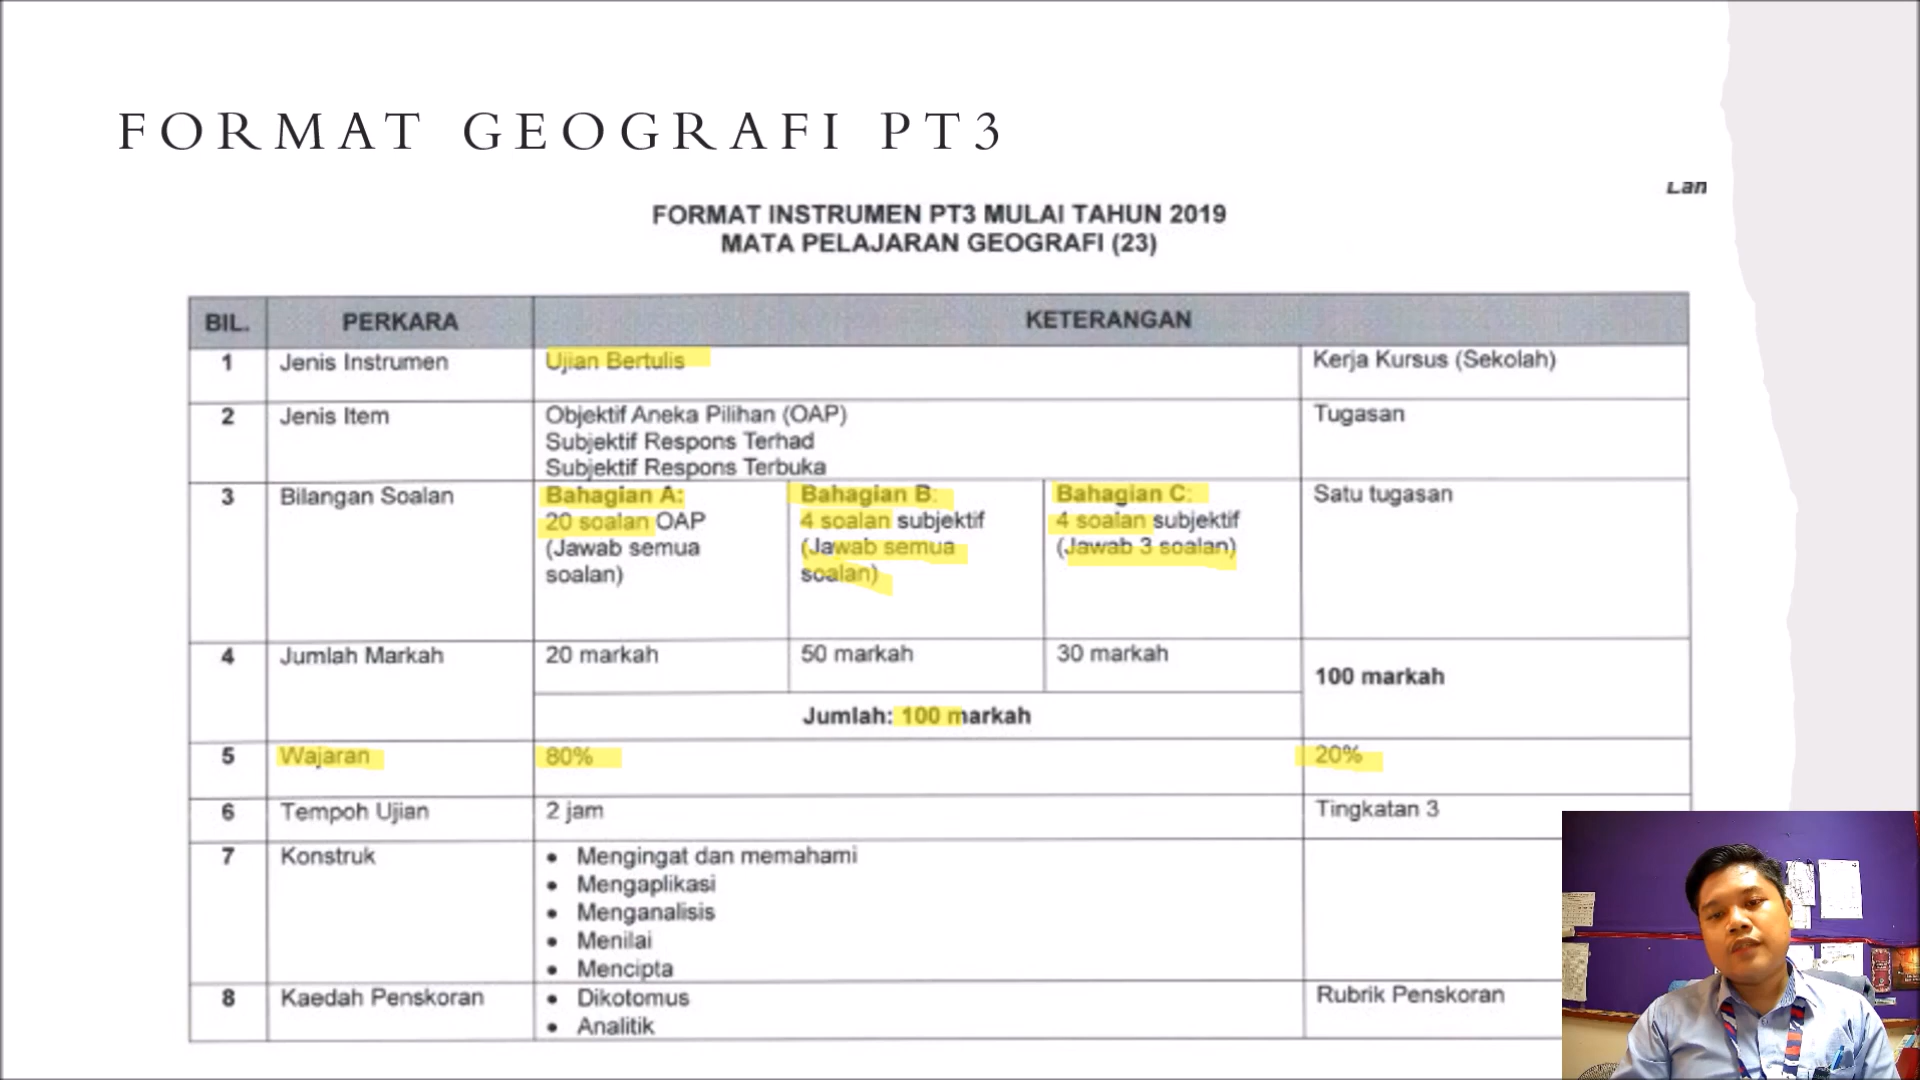 FORMAT GEOGRAFI PT3
Lan
FORMAT INSTRUMEN PT3 MULAI TAHUN 2019
MATA PELAJARAN GEOGRAFI (23)
BIL. PERKARA KETERANGAN
1 Jenis Instrumen Ujian Bertulis Kerja Kursus (Sekolah)
2 Jenis Item Objektif Aneka Pilihan (OAP) Tugasan
Subjektif Respons Terhad
Subjektif Respons Terbuka
3 Bilangan Soalan Bahagian A: Bahagian B: Bahagian C: Satu tugasan
20 soalan OAP 4 soalan subjektif 4 soalan subjektif
(Jawab semua (Jawab semua (Jawab 3 soalan)
soalan) soalan)
4 Jumlah Markah 20 markah 50 markah 30 markah 100 markah
Jumlah: 100 markah
5 Wajaran 80% 20%
6 Tempoh Ujian 2 jam Tingkatan 3
7 Konstruk • Mengingat dan memahami
• Mengaplikasi
• Menganalisis
• Menilai
• Mencipta
8 Kaedah Penskoran • Dikotomus Rubrik Penskoran
• Analitik